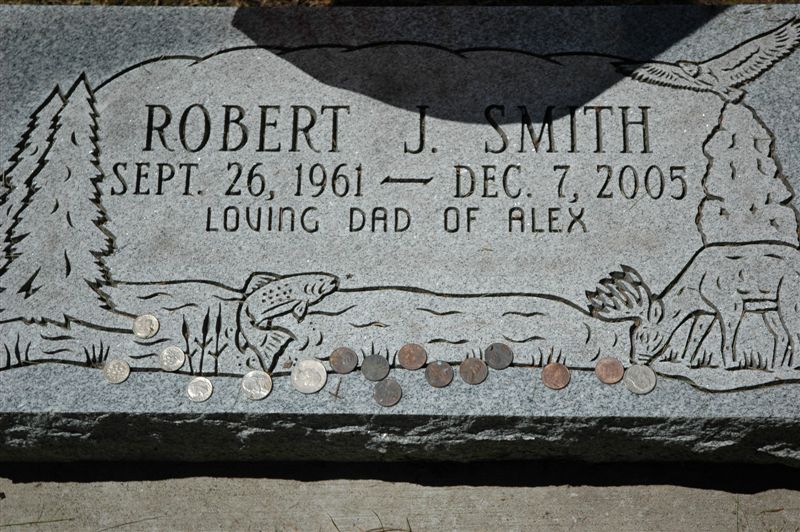 ROBERT J. SMITH
SEPT. 26, 1961 — DEC. 7, 2005
LOVING DAD OF ALEX